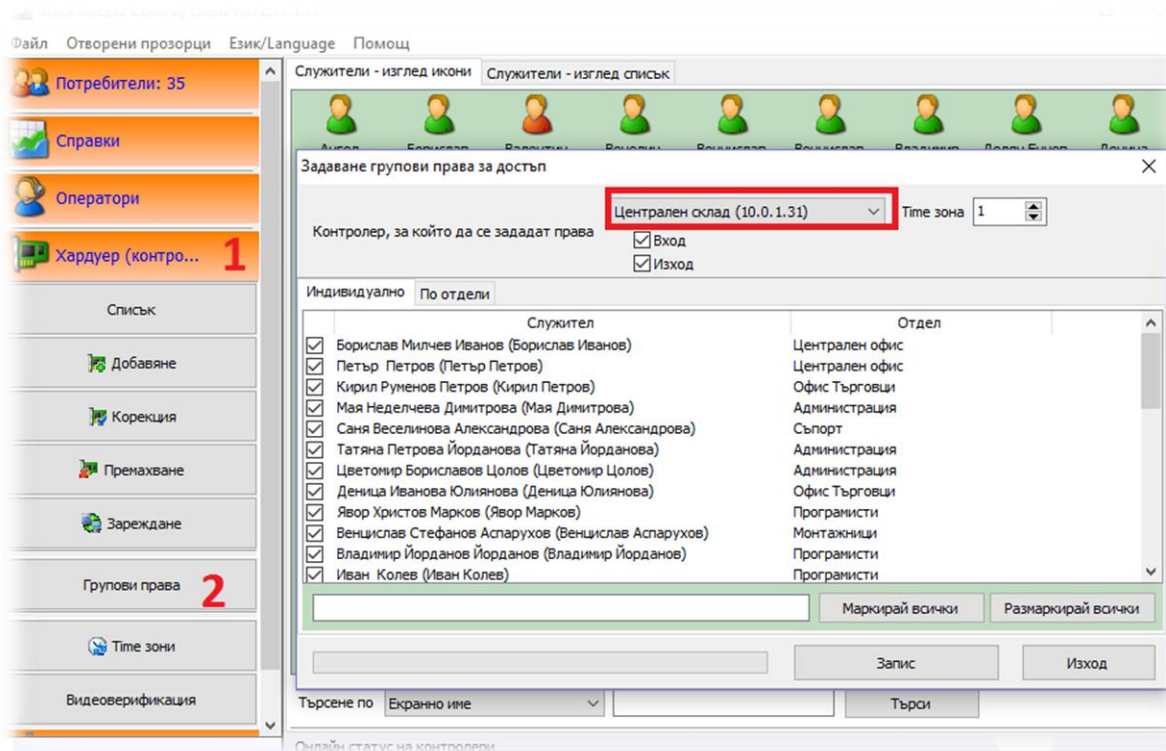 Файл Отворени прозорци Език/Language Помощ
Потребители: 35
Справки
Оператори
Хардуер (контро...
1
Списък
Добавяне
Корекция
Премахване
Зареждане
Групови права
2
Time зони
Видеоверификация
Служители - изглед икони Служители - изглед списък
Задаване групови права за достъп
Контролер, за който да се зададат права
Централен склад (10.0.1.31)
Time зона 1
Вход
Изход
Индивидуално По отдели
Служител Отдел
Борислав Милчев Иванов (Борислав Иванов) Централен офис
Петър Петров (Петър Петров) Централен офис
Кирил Руменов Петров (Кирил Петров) Офис Търговци
Мая Неделчева Димитрова (Мая Димитрова) Администрация
Саня Веселинова Александрова (Саня Александрова) Съпорт
Татяна Петрова Йорданова (Татяна Йорданова) Администрация
Цветомир Бориславов Цолов (Цветомир Цолов) Администрация
Деница Иванова Юлиянова (Деница Юлиянова) Офис Търговци
Явор Христов Марков (Явор Марков) Програмисти
Венцислав Стефанов Аспарухов (Венцислав Аспарухов) Монтажници
Владимир Йорданов Йорданов (Владимир Йорданов) Програмисти
Иван Колев (Иван Колев) Програмисти
Маркирай всички Размаркирай всички
Запис Изход
Търсене по Екранно име Търси
Онлайн статус на контролери